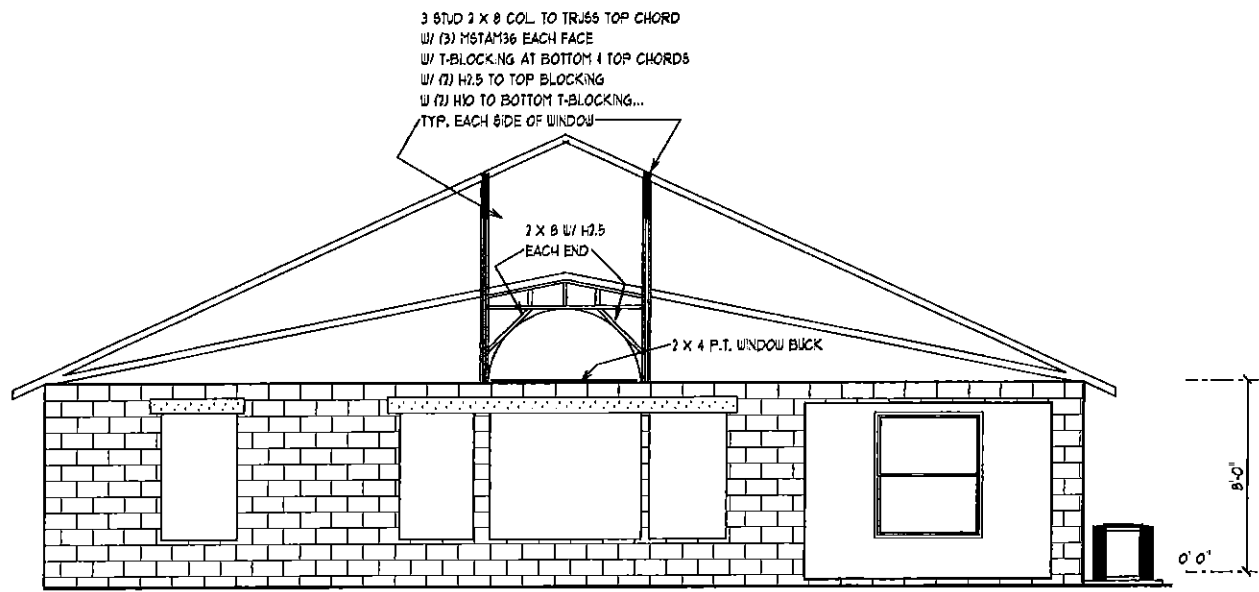 3 STUD 2 X 8 COL. TO TRUSS TOP CHORD
W/ (3) MSTAM36 EACH FACE
W/ T-BLOCKING AT BOTTOM & TOP CHORDS
W/ (2) H2.5 TO TOP BLOCKING
W (2) H10 TO BOTTOM T-BLOCKING...
TYP. EACH SIDE OF WINDOW
2 X 8 W/ H2.5
EACH END
2 X 4 P.T. WINDOW BUCK
8'-0"
0' 0"